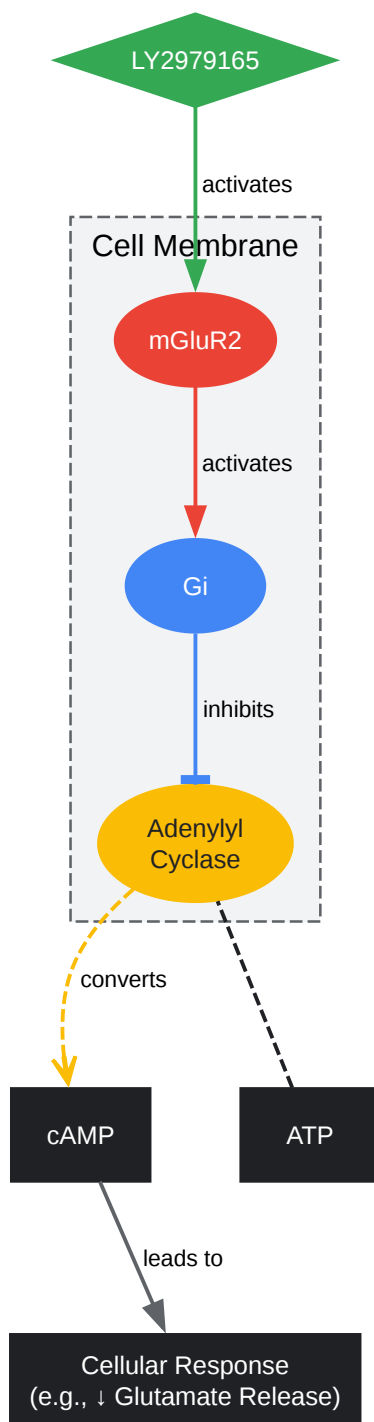 LY2979165
activates
Cell Membrane
mGluR2
activates
Gi
inhibits
Adenylyl
Cyclase
converts
cAMP
ATP
leads to
Cellular Response
(e.g., ↓ Glutamate Release)